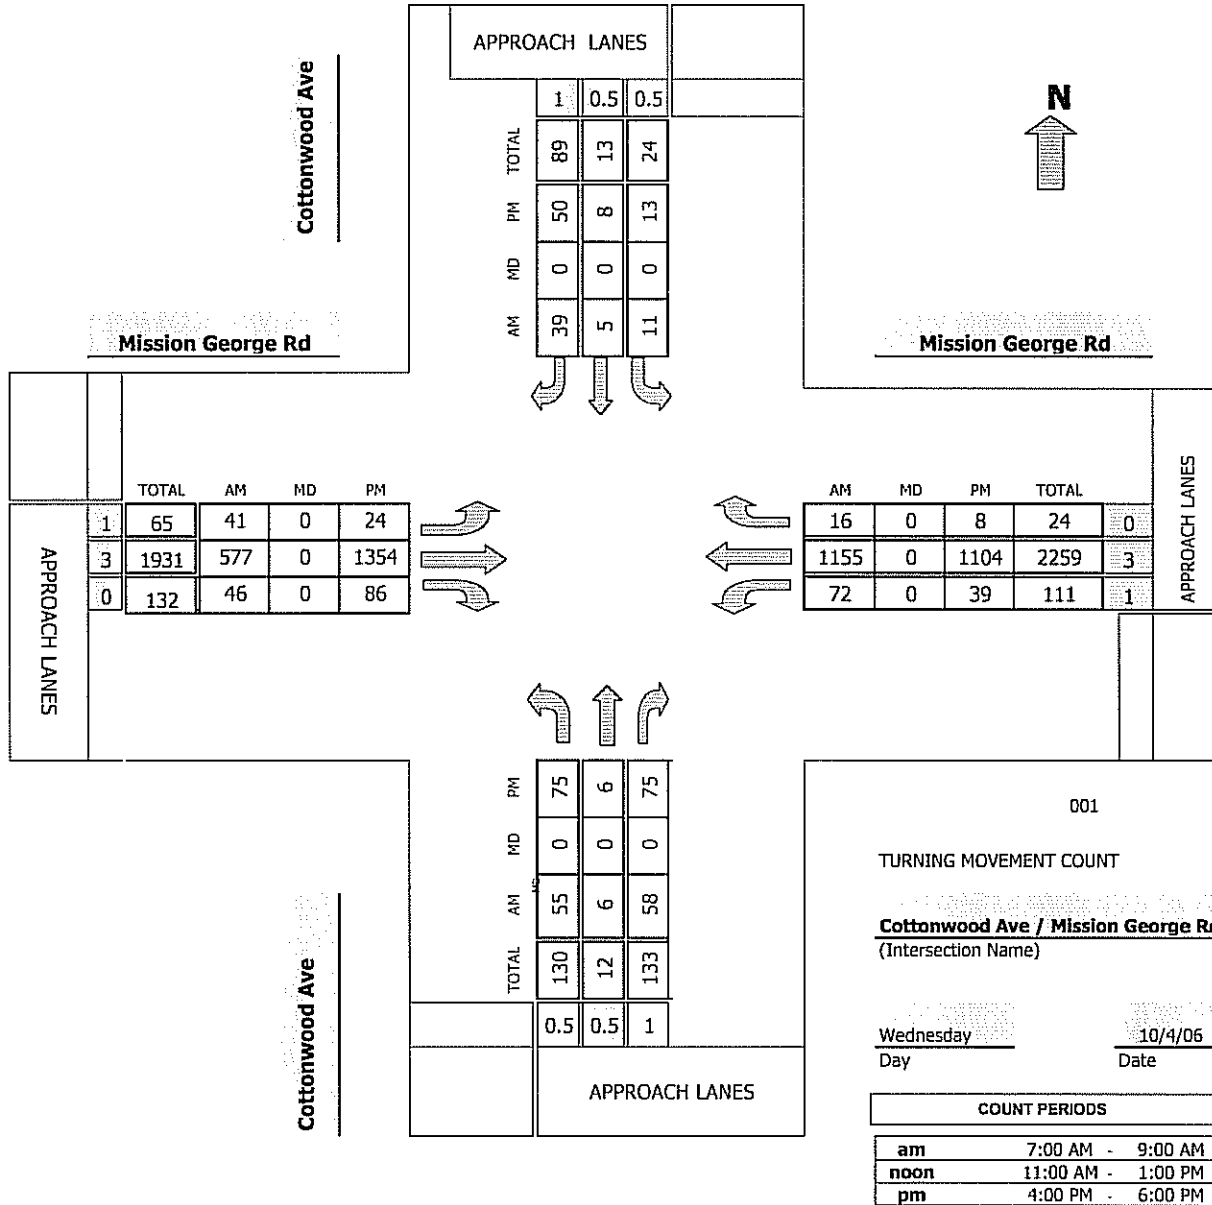 APPROACH LANES
1 0.5 0.5
Cottonwood Ave
N
TOTAL 89 13 24
PM 50 8 13
MD 0 0 0
AM 39 5 11
Mission George Rd
Mission George Rd
TOTAL AM MD PM
1 65 41 0 24
3 1931 577 0 1354
0 132 46 0 86
APPROACH LANES
AM MD PM TOTAL
16 0 8 24 0
1155 0 1104 2259 3
72 0 39 111 1
APPROACH LANES
PM 75 6 75
MD 0 0 0
AM 55 6 58
TOTAL 130 12 133
0.5 0.5 1
APPROACH LANES
Cottonwood Ave
001
TURNING MOVEMENT COUNT
Cottonwood Ave / Mission George Rd
(Intersection Name)
Wednesday 10/4/06
Day Date
COUNT PERIODS
am 7:00 AM - 9:00 AM
noon 11:00 AM - 1:00 PM
pm 4:00 PM - 6:00 PM